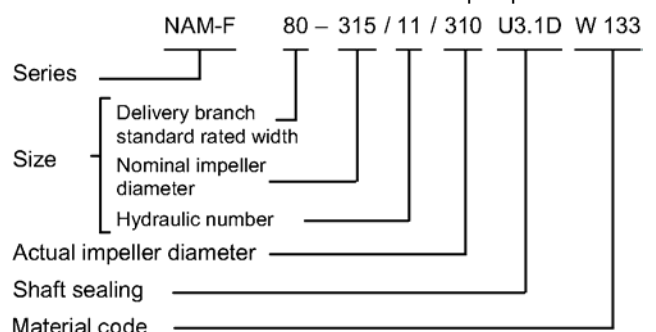 NAM-F 80 – 315 / 11 / 310 U3.1D W 133
Series
Size
Delivery branch
standard rated width
Nominal impeller
diameter
Hydraulic number
Actual impeller diameter
Shaft sealing
Material code